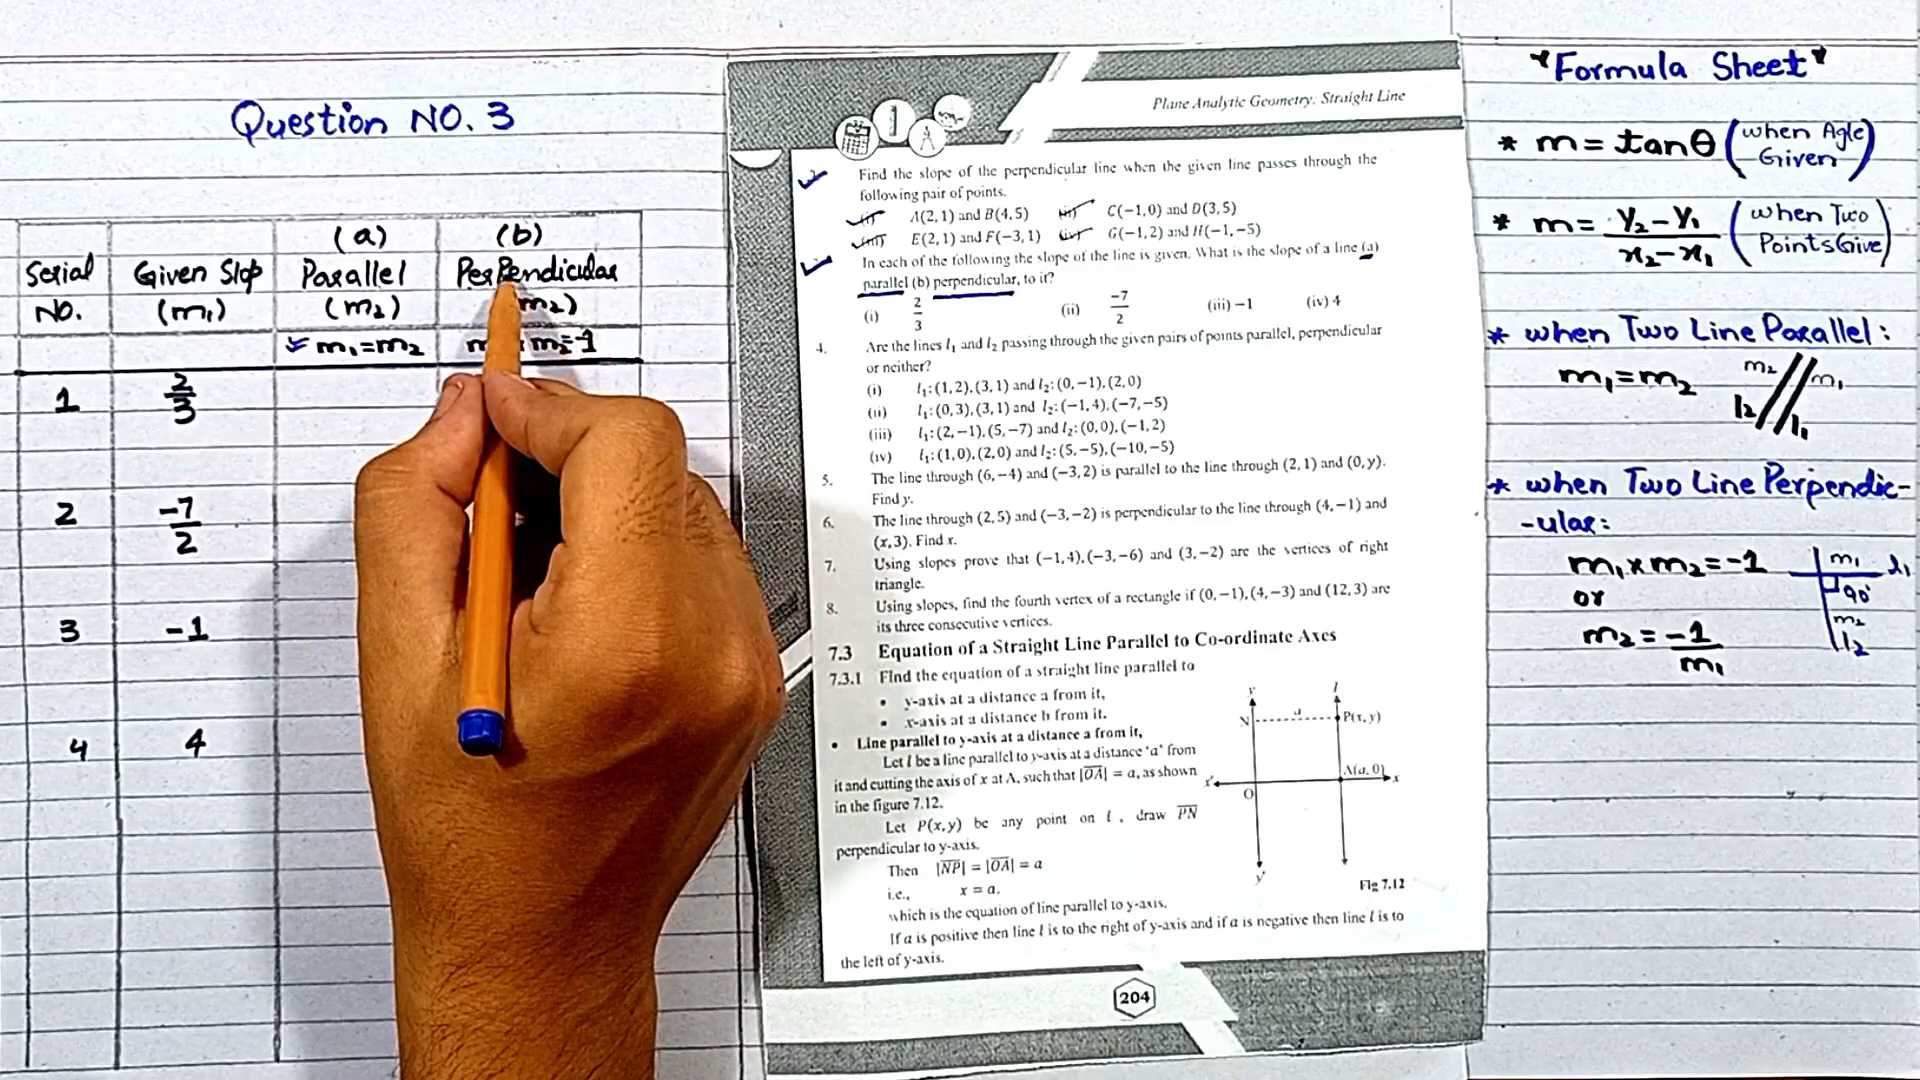 Question NO. 3
Serial NO.
Given Slop (m₁)
(a) Parallel (m₂)
(b) Perpendicular m₂)
m₁=m₂
m₂=-1
1 2/3
2 -7/2
3 -1
4 4
Plane Analytic Geometry: Straight Line
Find the slope of the perpendicular line when the given line passes through the
following pair of points.
(i) A(2, 1) and B(4, 5) (ii) C(−1, 0) and D(3, 5)
(iii) E(2, 1) and F(−3, 1) (iv) G(−1, 2) and H(−1, −5)
In each of the following the slope of the line is given. What is the slope of a line (a)
parallel (b) perpendicular, to it?
(i) 2/3 (ii) −7/2 (iii) −1 (iv) 4
4. Are the lines l₁ and l₂ passing through the given pairs of points parallel, perpendicular
or neither?
(i) l₁: (1, 2), (3, 1) and l₂: (0, −1), (2, 0)
(ii) l₁: (0, 3), (3, 1) and l₂: (−1, 4), (−7, −5)
(iii) l₁: (2, −1), (5, −7) and l₂: (0, 0), (−1, 2)
(iv) l₁: (1, 0), (2, 0) and l₂: (5, −5), (−10, −5)
5. The line through (6, −4) and (−3, 2) is parallel to the line through (2, 1) and (0, y).
Find y.
6. The line through (2, 5) and (−3, −2) is perpendicular to the line through (4, −1) and
(x, 3). Find x.
7. Using slopes prove that (−1, 4), (−3, −6) and (3, −2) are the vertices of right
triangle.
8. Using slopes, find the fourth vertex of a rectangle if (0, −1), (4, −3) and (12, 3) are
its three consecutive vertices.
7.3 Equation of a Straight Line Parallel to Co-ordinate Axes
7.3.1 Find the equation of a straight line parallel to
• y-axis at a distance a from it,
• x-axis at a distance b from it.
• Line parallel to y-axis at a distance a from it,
Let l be a line parallel to y-axis at a distance 'a' from
it and cutting the axis of x at A, such that |OA| = a, as shown
in the figure 7.12.
Let P(x, y) be any point on l , draw PN
perpendicular to y-axis.
Then |NP| = |OA| = a
i.e., x = a.
which is the equation of line parallel to y-axis.
If a is positive then line l is to the right of y-axis and if a is negative then line l is to
the left of y-axis.
y l
N a P(x, y)
x' O A(a, 0) x
y'
Fig 7.12
204
"Formula Sheet"
* m = tanθ (when Agle Given)
* m = y₂-y₁/x₂-x₁ (when Two Points Give)
* when Two Line Parallel:
m₁=m₂ m₂ m₁
l₂ l₁
* when Two Line Perpendic-
-ular:
m₁×m₂=-1 m₁ l₁
or 90°
m₂ = -1/m₁ m₂
l₂